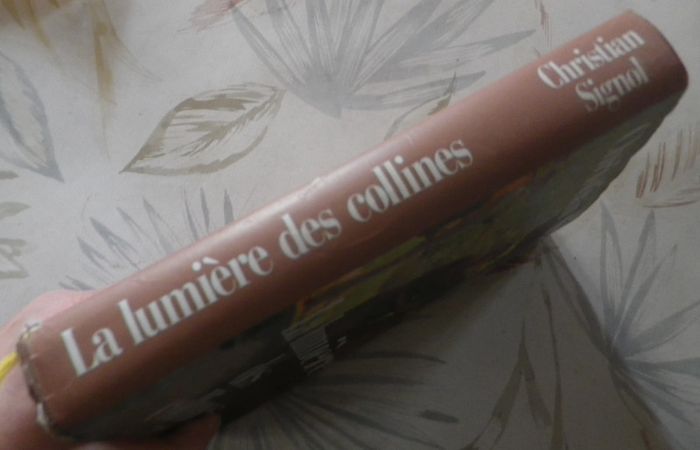 La lumière des collines
Christian
Signol